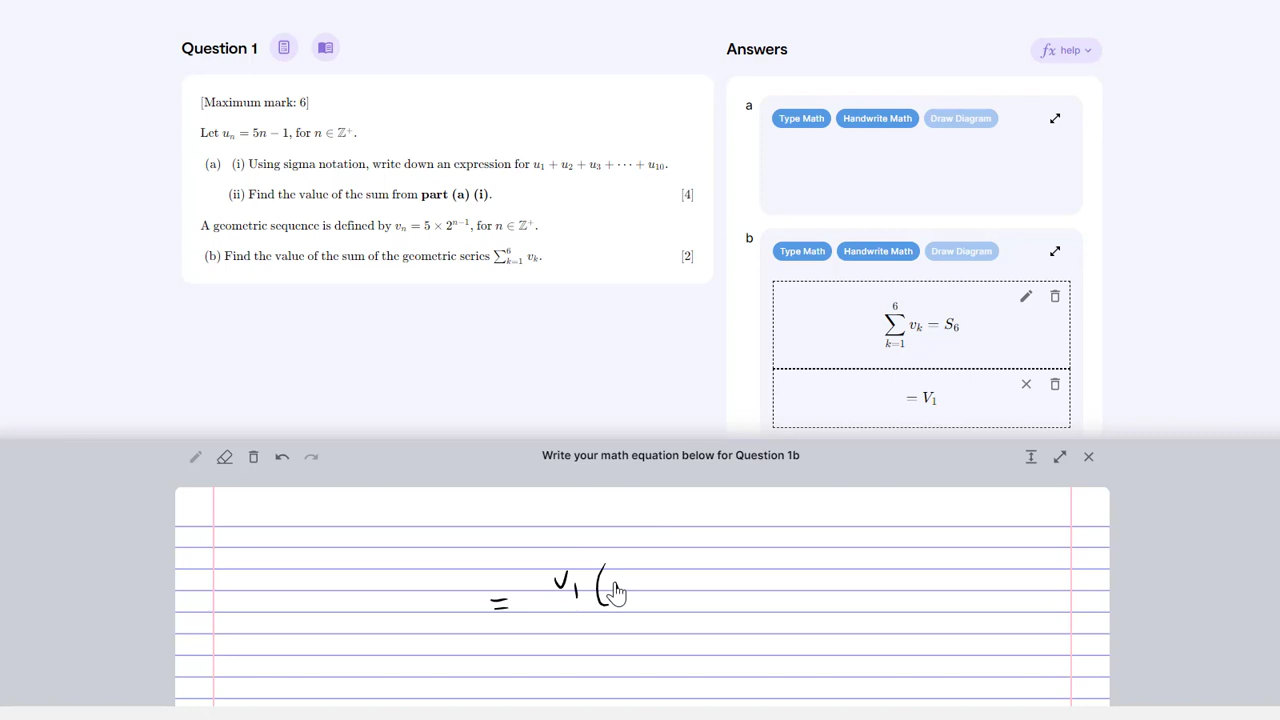 Question 1
[Maximum mark: 6]
Let uₙ = 5n − 1, for n ∈ ℤ⁺.
(a) (i) Using sigma notation, write down an expression for u₁ + u₂ + u₃ + ⋯ + u₁₀.
(ii) Find the value of the sum from part (a) (i). [4]
A geometric sequence is defined by vₙ = 5 × 2ⁿ⁻¹, for n ∈ ℤ⁺.
(b) Find the value of the sum of the geometric series ∑⁶ₖ₌₁ vₖ. [2]
Answers
fx help
a
Type Math Handwrite Math Draw Diagram
b
Type Math Handwrite Math Draw Diagram
6
∑ vₖ = S₆
k=1
= V₁
Write your math equation below for Question 1b
= v₁ (